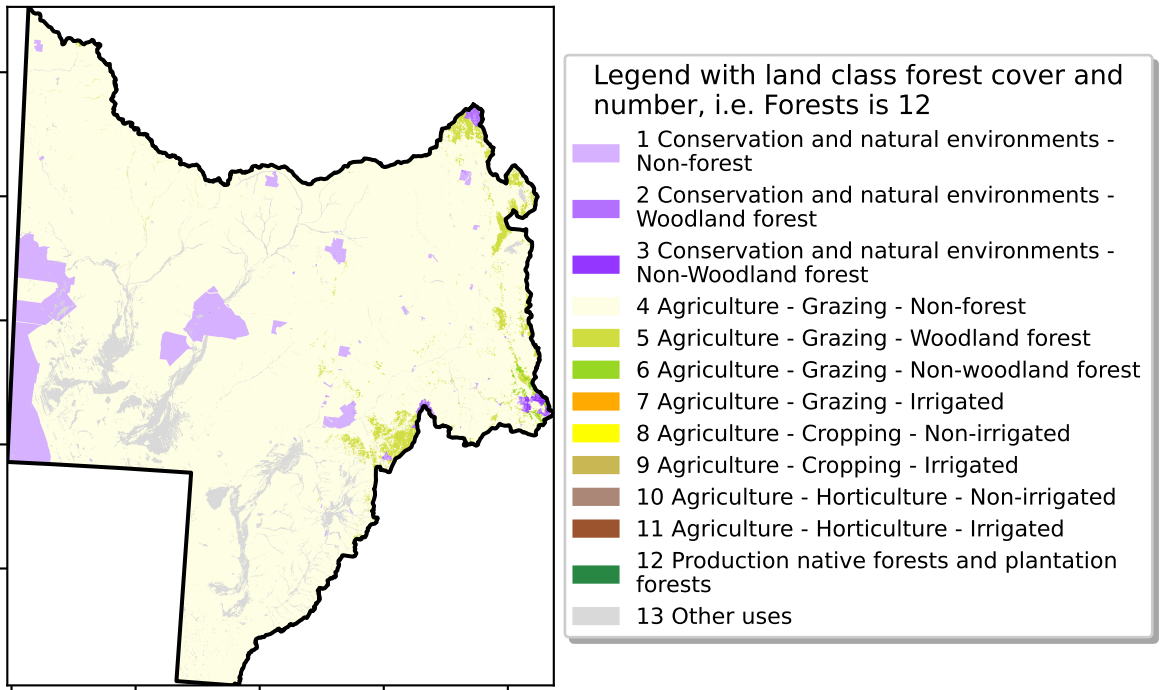 Legend with land class forest cover and
number, i.e. Forests is 12
1 Conservation and natural environments -
Non-forest
2 Conservation and natural environments -
Woodland forest
3 Conservation and natural environments -
Non-Woodland forest
4 Agriculture - Grazing - Non-forest
5 Agriculture - Grazing - Woodland forest
6 Agriculture - Grazing - Non-woodland forest
7 Agriculture - Grazing - Irrigated
8 Agriculture - Cropping - Non-irrigated
9 Agriculture - Cropping - Irrigated
10 Agriculture - Horticulture - Non-irrigated
11 Agriculture - Horticulture - Irrigated
12 Production native forests and plantation
forests
13 Other uses